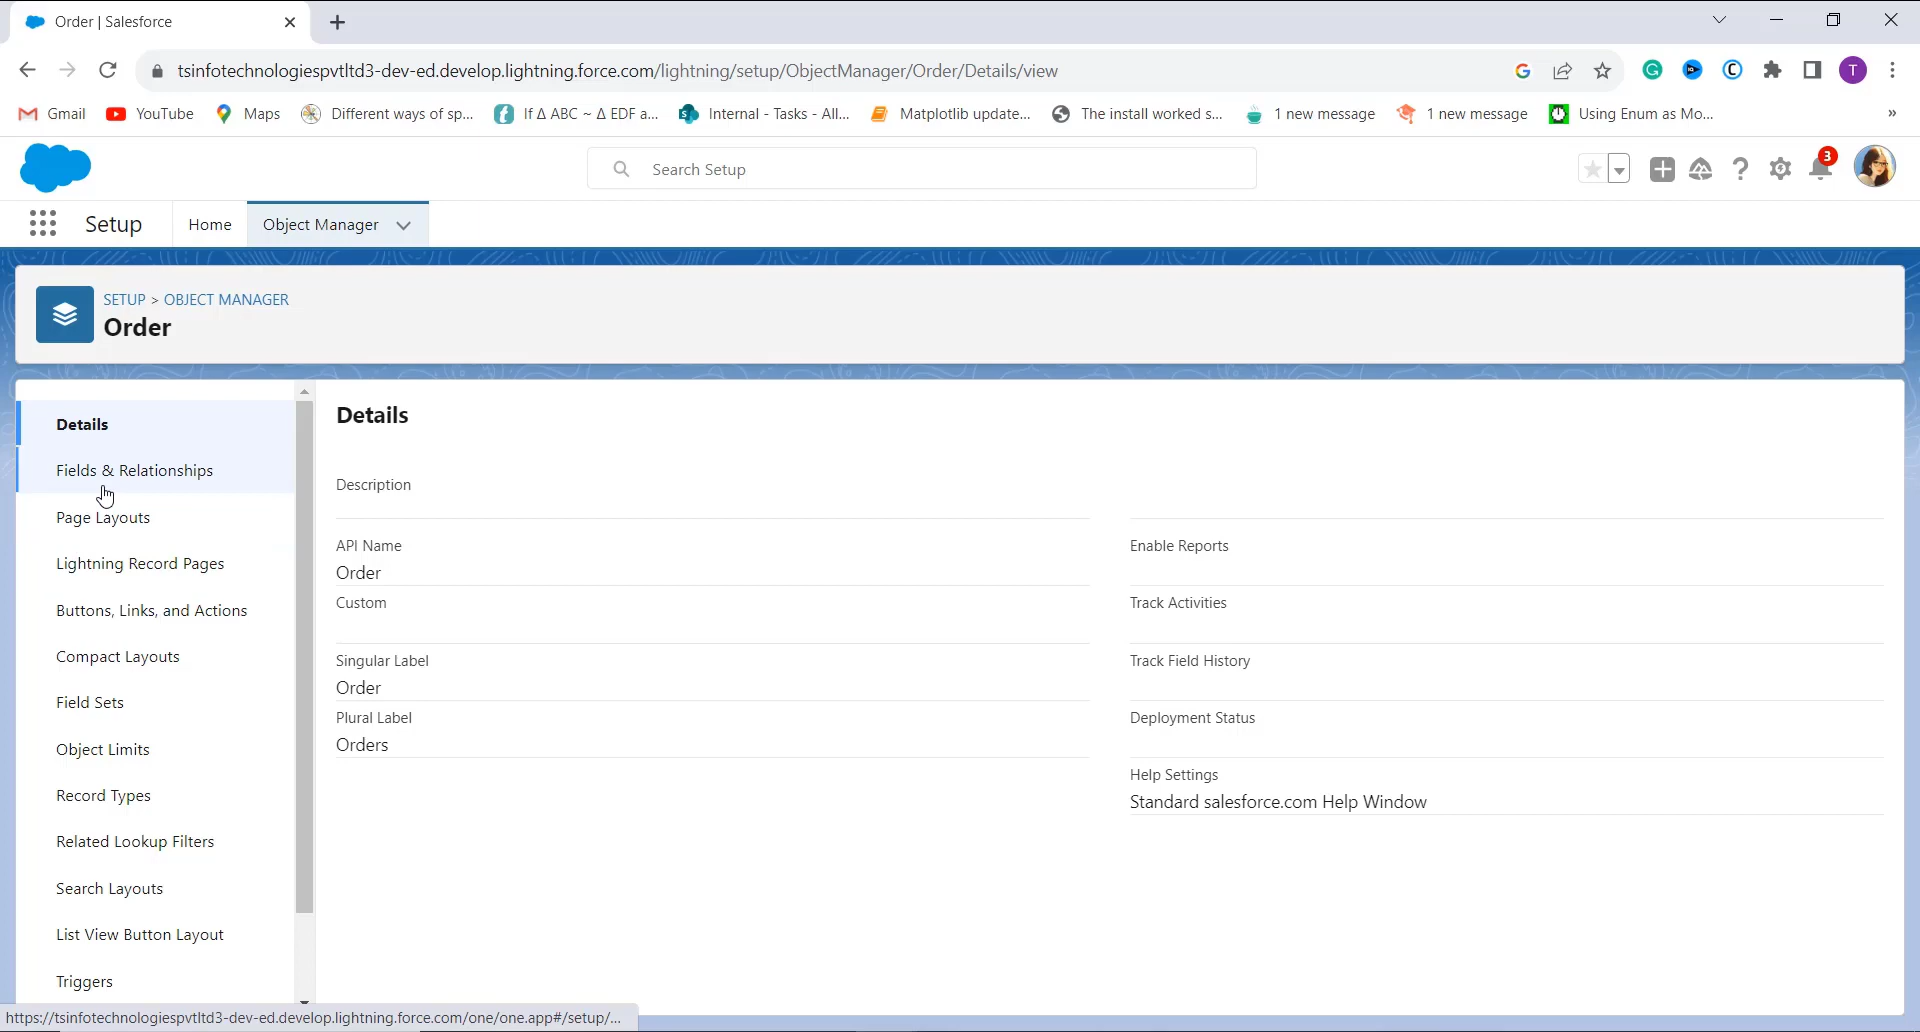 Order | Salesforce
tsinfotechnologiespvtltd3-dev-ed.develop.lightning.force.com/lightning/setup/ObjectManager/Order/Details/view
T
Gmail YouTube Maps Different ways of sp... If Δ ABC ~ Δ EDF a... Internal - Tasks - All... Matplotlib update... The install worked s... 1 new message 1 new message Using Enum as Mo... »
Search Setup
3
Setup Home Object Manager
SETUP > OBJECT MANAGER
Order
Details
Fields & Relationships
Page Layouts
Lightning Record Pages
Buttons, Links, and Actions
Compact Layouts
Field Sets
Object Limits
Record Types
Related Lookup Filters
Search Layouts
List View Button Layout
Triggers
Details
Description
API Name
Order
Custom
Singular Label
Order
Plural Label
Orders
Enable Reports
Track Activities
Track Field History
Deployment Status
Help Settings
Standard salesforce.com Help Window
https://tsinfotechnologiespvtltd3-dev-ed.develop.lightning.force.com/one/one.app#/setup/...